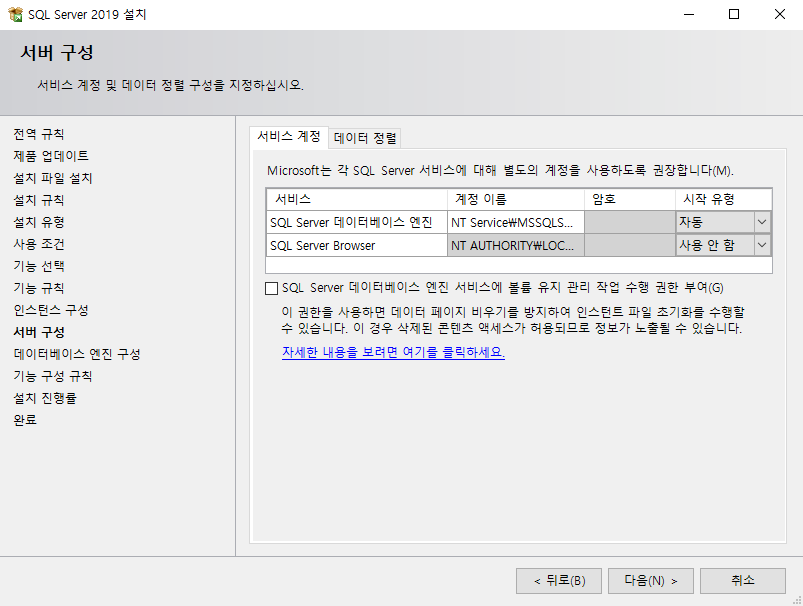 SQL Server 2019 설치
서버 구성
서비스 계정 및 데이터 정렬 구성을 지정하십시오.
전역 규칙
제품 업데이트
설치 파일 설치
설치 규칙
설치 유형
사용 조건
기능 선택
기능 규칙
인스턴스 구성
서버 구성
데이터베이스 엔진 구성
기능 구성 규칙
설치 진행률
완료
서비스 계정 데이터 정렬
Microsoft는 각 SQL Server 서비스에 대해 별도의 계정을 사용하도록 권장합니다(M).
서비스 계정 이름 암호 시작 유형
SQL Server 데이터베이스 엔진 NT Service₩MSSQLS... 자동
SQL Server Browser NT AUTHORITY₩LOC... 사용 안 함
SQL Server 데이터베이스 엔진 서비스에 볼륨 유지 관리 작업 수행 권한 부여(G)
이 권한을 사용하면 데이터 페이지 비우기를 방지하여 인스턴트 파일 초기화를 수행할
수 있습니다. 이 경우 삭제된 콘텐츠 액세스가 허용되므로 정보가 노출될 수 있습니다.
자세한 내용을 보려면 여기를 클릭하세요.
< 뒤로(B) 다음(N) > 취소